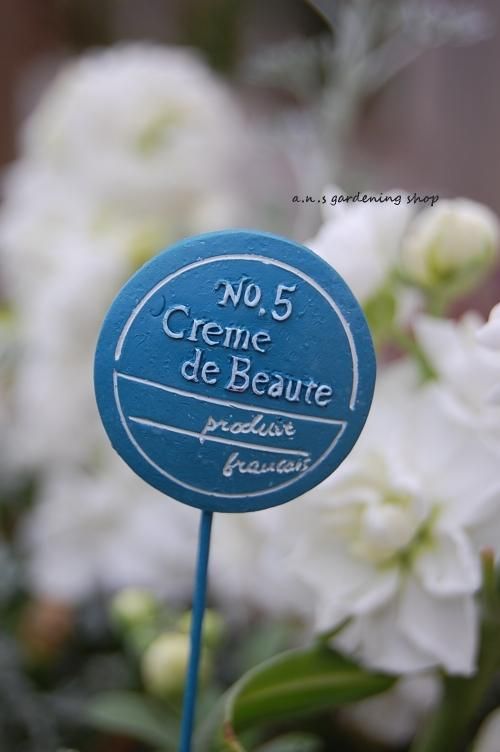 a.n.s gardening shop
No.5
Creme
de Beaute
produit
francais